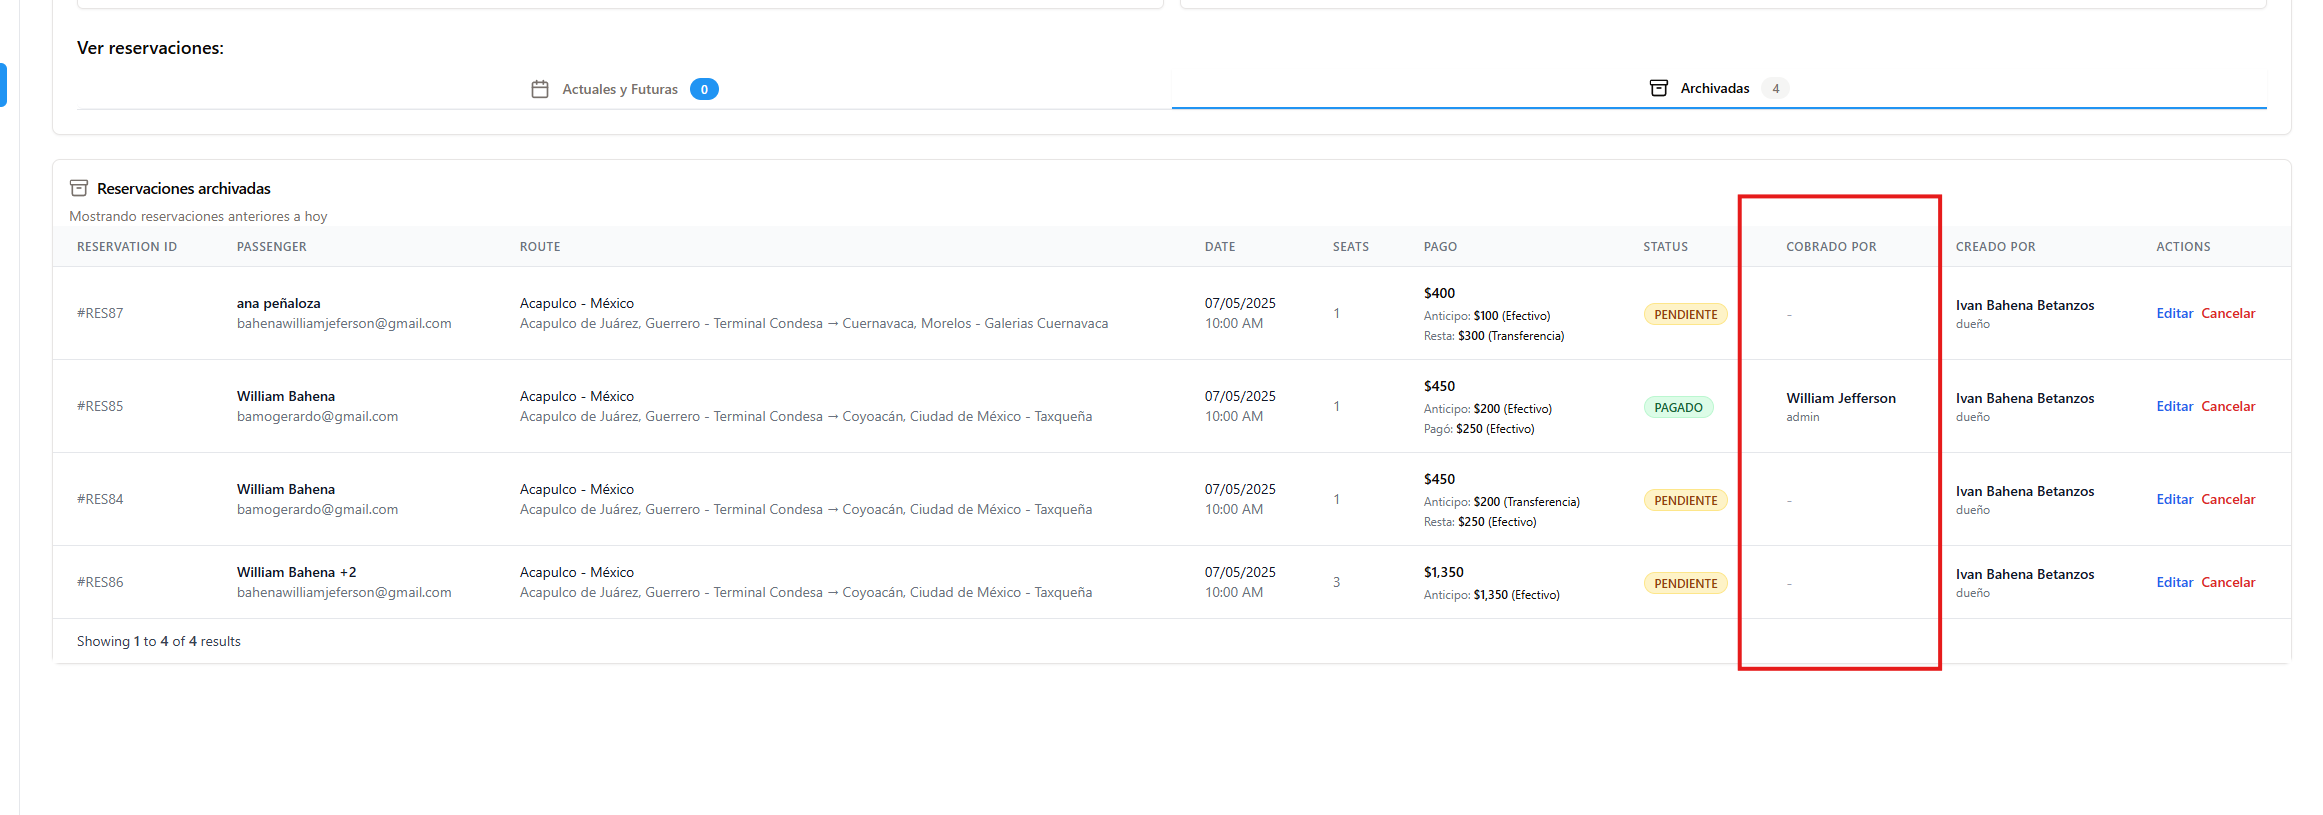 Ver reservaciones:
Actuales y Futuras 0
Archivadas 4
Reservaciones archivadas
Mostrando reservaciones anteriores a hoy
RESERVATION ID PASSENGER ROUTE DATE SEATS PAGO STATUS COBRADO POR CREADO POR ACTIONS
#RES87
ana peñaloza
bahenawilliamjeferson@gmail.com
Acapulco - México
Acapulco de Juárez, Guerrero - Terminal Condesa → Cuernavaca, Morelos - Galerias Cuernavaca
07/05/2025
10:00 AM
1
$400
Anticipo: $100 (Efectivo)
Resta: $300 (Transferencia)
PENDIENTE
-
Ivan Bahena Betanzos
dueño
Editar Cancelar
#RES85
William Bahena
bamogerardo@gmail.com
Acapulco - México
Acapulco de Juárez, Guerrero - Terminal Condesa → Coyoacán, Ciudad de México - Taxqueña
07/05/2025
10:00 AM
1
$450
Anticipo: $200 (Efectivo)
Pagó: $250 (Efectivo)
PAGADO
William Jefferson
admin
Ivan Bahena Betanzos
dueño
Editar Cancelar
#RES84
William Bahena
bamogerardo@gmail.com
Acapulco - México
Acapulco de Juárez, Guerrero - Terminal Condesa → Coyoacán, Ciudad de México - Taxqueña
07/05/2025
10:00 AM
1
$450
Anticipo: $200 (Transferencia)
Resta: $250 (Efectivo)
PENDIENTE
-
Ivan Bahena Betanzos
dueño
Editar Cancelar
#RES86
William Bahena +2
bahenawilliamjeferson@gmail.com
Acapulco - México
Acapulco de Juárez, Guerrero - Terminal Condesa → Coyoacán, Ciudad de México - Taxqueña
07/05/2025
10:00 AM
3
$1,350
Anticipo: $1,350 (Efectivo)
PENDIENTE
-
Ivan Bahena Betanzos
dueño
Editar Cancelar
Showing 1 to 4 of 4 results